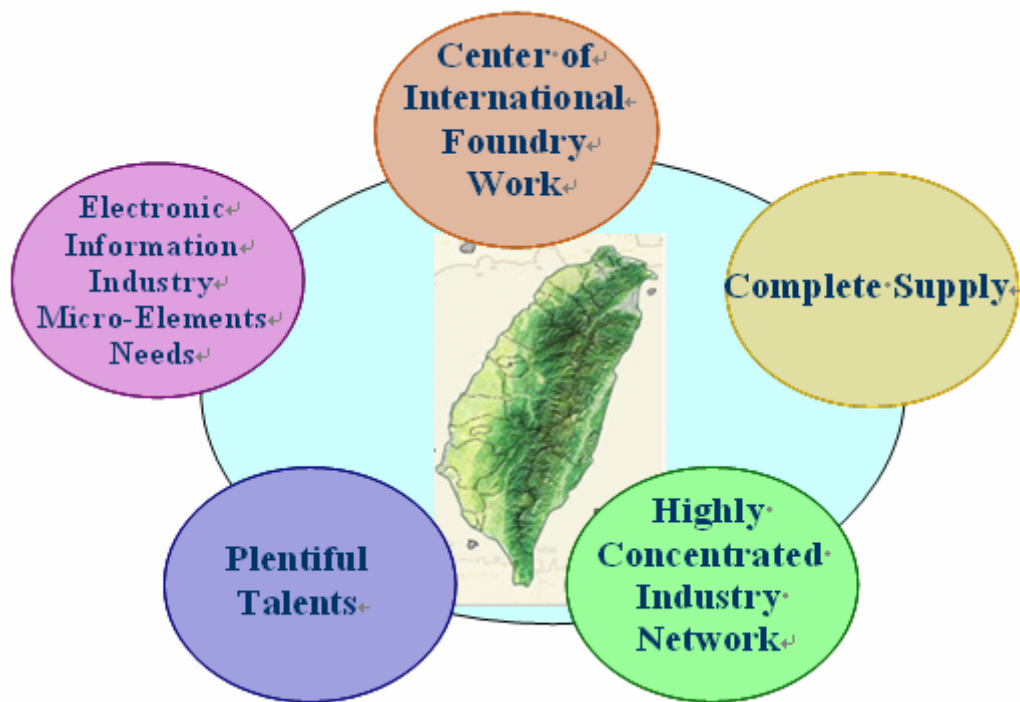 Center of
International
Foundry
Work
Electronic
Information
Industry
Micro-Elements
Needs
Complete Supply
Plentiful
Talents
Highly
Concentrated
Industry
Network